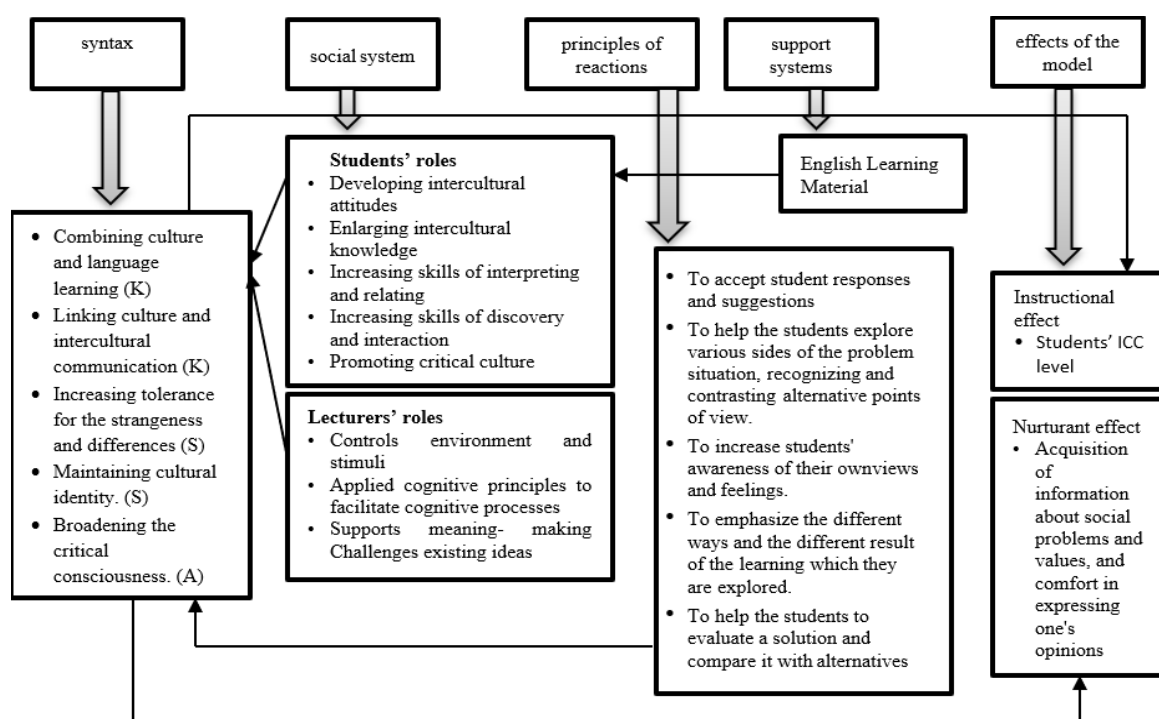 syntax
social system
principles of
reactions
support
systems
effects of the
model
Students’ roles
• Developing intercultural
attitudes
• Enlarging intercultural
knowledge
• Increasing skills of interpreting
and relating
• Increasing skills of discovery
and interaction
• Promoting critical culture
English Learning
Material
• Combining culture
and language
learning (K)
• Linking culture and
intercultural
communication (K)
• Increasing tolerance
for the strangeness
and differences (S)
• Maintaining cultural
identity. (S)
• Broadening the
critical
consciousness. (A)
Lecturers’ roles
• Controls environment and
stimuli
• Applied cognitive principles to
facilitate cognitive processes
• Supports meaning- making
Challenges existing ideas
• To accept student responses
and suggestions
• To help the students explore
various sides of the problem
situation, recognizing and
contrasting alternative points
of view.
• To increase students'
awareness of their ownviews
and feelings.
• To emphasize the different
ways and the different result
of the learning which they
are explored.
• To help the students to
evaluate a solution and
compare it with alternatives
Instructional
effect
• Students’ ICC
level
Nurturant effect
• Acquisition
of
information
about social
problems and
values, and
comfort in
expressing
one's
opinions